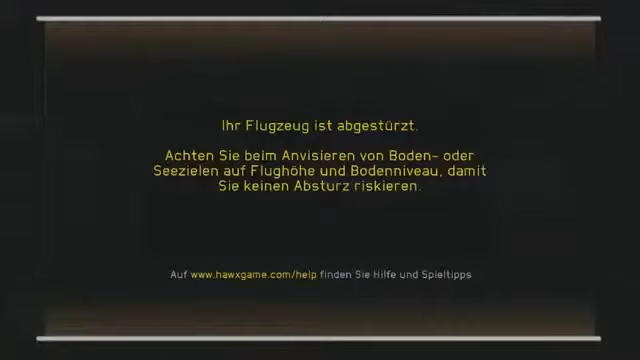 Ihr Flugzeug ist abgestürzt.
Achten Sie beim Anvisieren von Boden- oder
Seezielen auf Flughöhe und Bodenniveau, damit
Sie keinen Absturz riskieren.
Auf www.hawxgame.com/help finden Sie Hilfe und Spieltipps